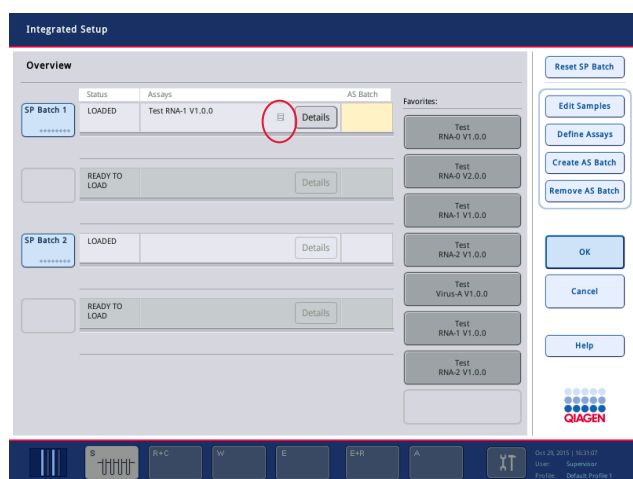 Integrated Setup
Overview
Status Assays AS Batch
SP Batch 1
LOADED
Test RNA-1 V1.0.0
Details
READY TO
LOAD
Details
SP Batch 2
LOADED
Details
READY TO
LOAD
Details
Favorites:
Test
RNA-0 V1.0.0
Test
RNA-0 V2.0.0
Test
RNA-1 V1.0.0
Test
RNA-2 V1.0.0
Test
Virus-A V1.0.0
Test
RNA-1 V1.0.0
Test
RNA-2 V1.0.0
Reset SP Batch
Edit Samples
Define Assays
Create AS Batch
Remove AS Batch
OK
Cancel
Help
QIAGEN
S R+C W E E+R A
Oct 29, 2015 | 16:31:07
User: Supervisor
Profile: Default Profile 1